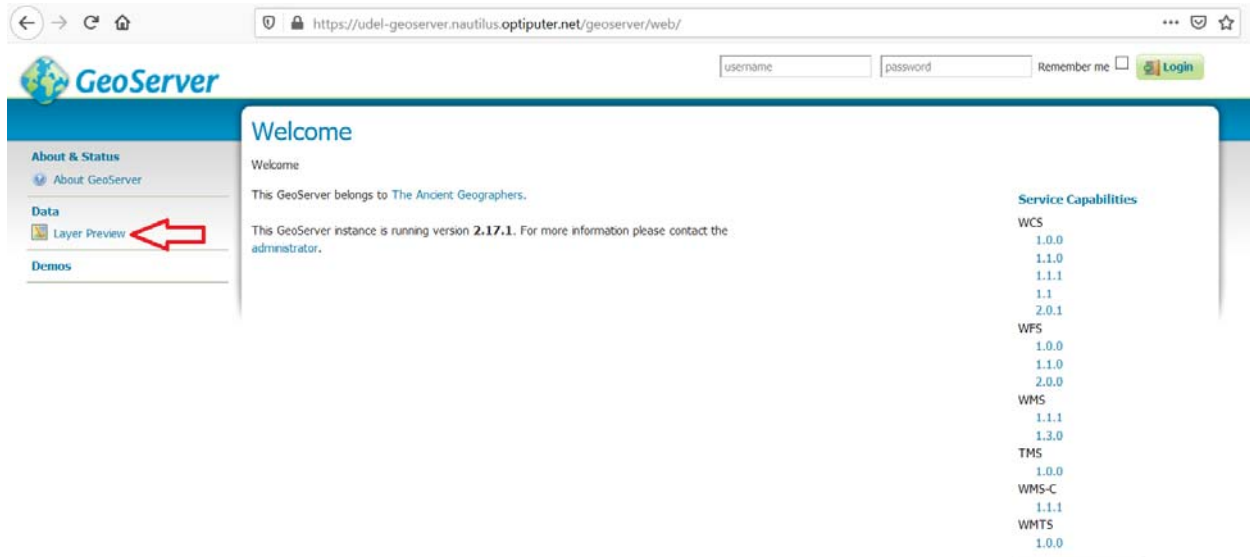 https://udel-geoserver.nautilus.optiputer.net/geoserver/web/
GeoServer
username password Remember me Login
Welcome
About & Status
About GeoServer
Data
Layer Preview
Demos
Welcome
This GeoServer belongs to The Ancient Geographers.
This GeoServer instance is running version 2.17.1. For more information please contact the
administrator.
Service Capabilities
WCS
1.0.0
1.1.0
1.1.1
1.1
2.0.1
WFS
1.0.0
1.1.0
2.0.0
WMS
1.1.1
1.3.0
TMS
1.0.0
WMS-C
1.1.1
WMTS
1.0.0